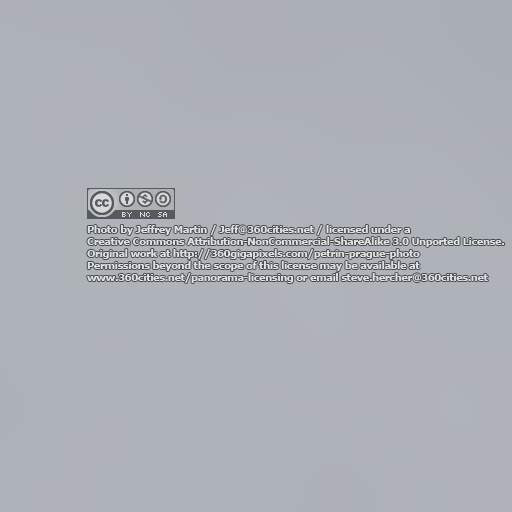 cc
BY NC SA
Photo by Jeffrey Martin / Jeff@360cities.net / licensed under a
Creative Commons Attribution-NonCommercial-ShareAlike 3.0 Unported License.
Original work at http://360gigapixels.com/petrin-prague-photo
Permissions beyond the scope of this license may be available at
www.360cities.net/panorama-licensing or email steve.hercher@360cities.net